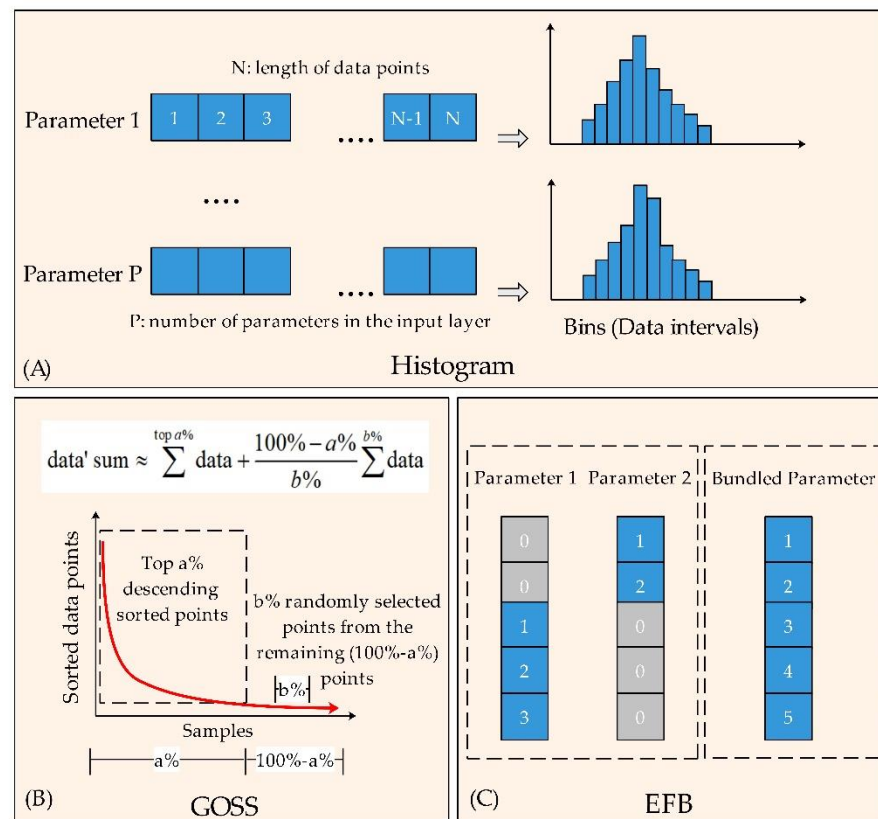 N: length of data points
Parameter 1
1 2 3 .... N-1 N
....
Parameter P
....
P: number of parameters in the input layer
Bins (Data intervals)
(A)
Histogram
data' sum ≈ ∑ top a% data + (100% − a%)/b% ∑ b% data
Sorted data points
Top a%
descending
sorted points
b% randomly selected
points from the
remaining (100%-a%)
points
b%
Samples
a%
100%-a%
(B)
GOSS
Parameter 1 Parameter 2 Bundled Parameter
0 1 1
0 2 2
1 0 3
2 0 4
3 0 5
(C)
EFB